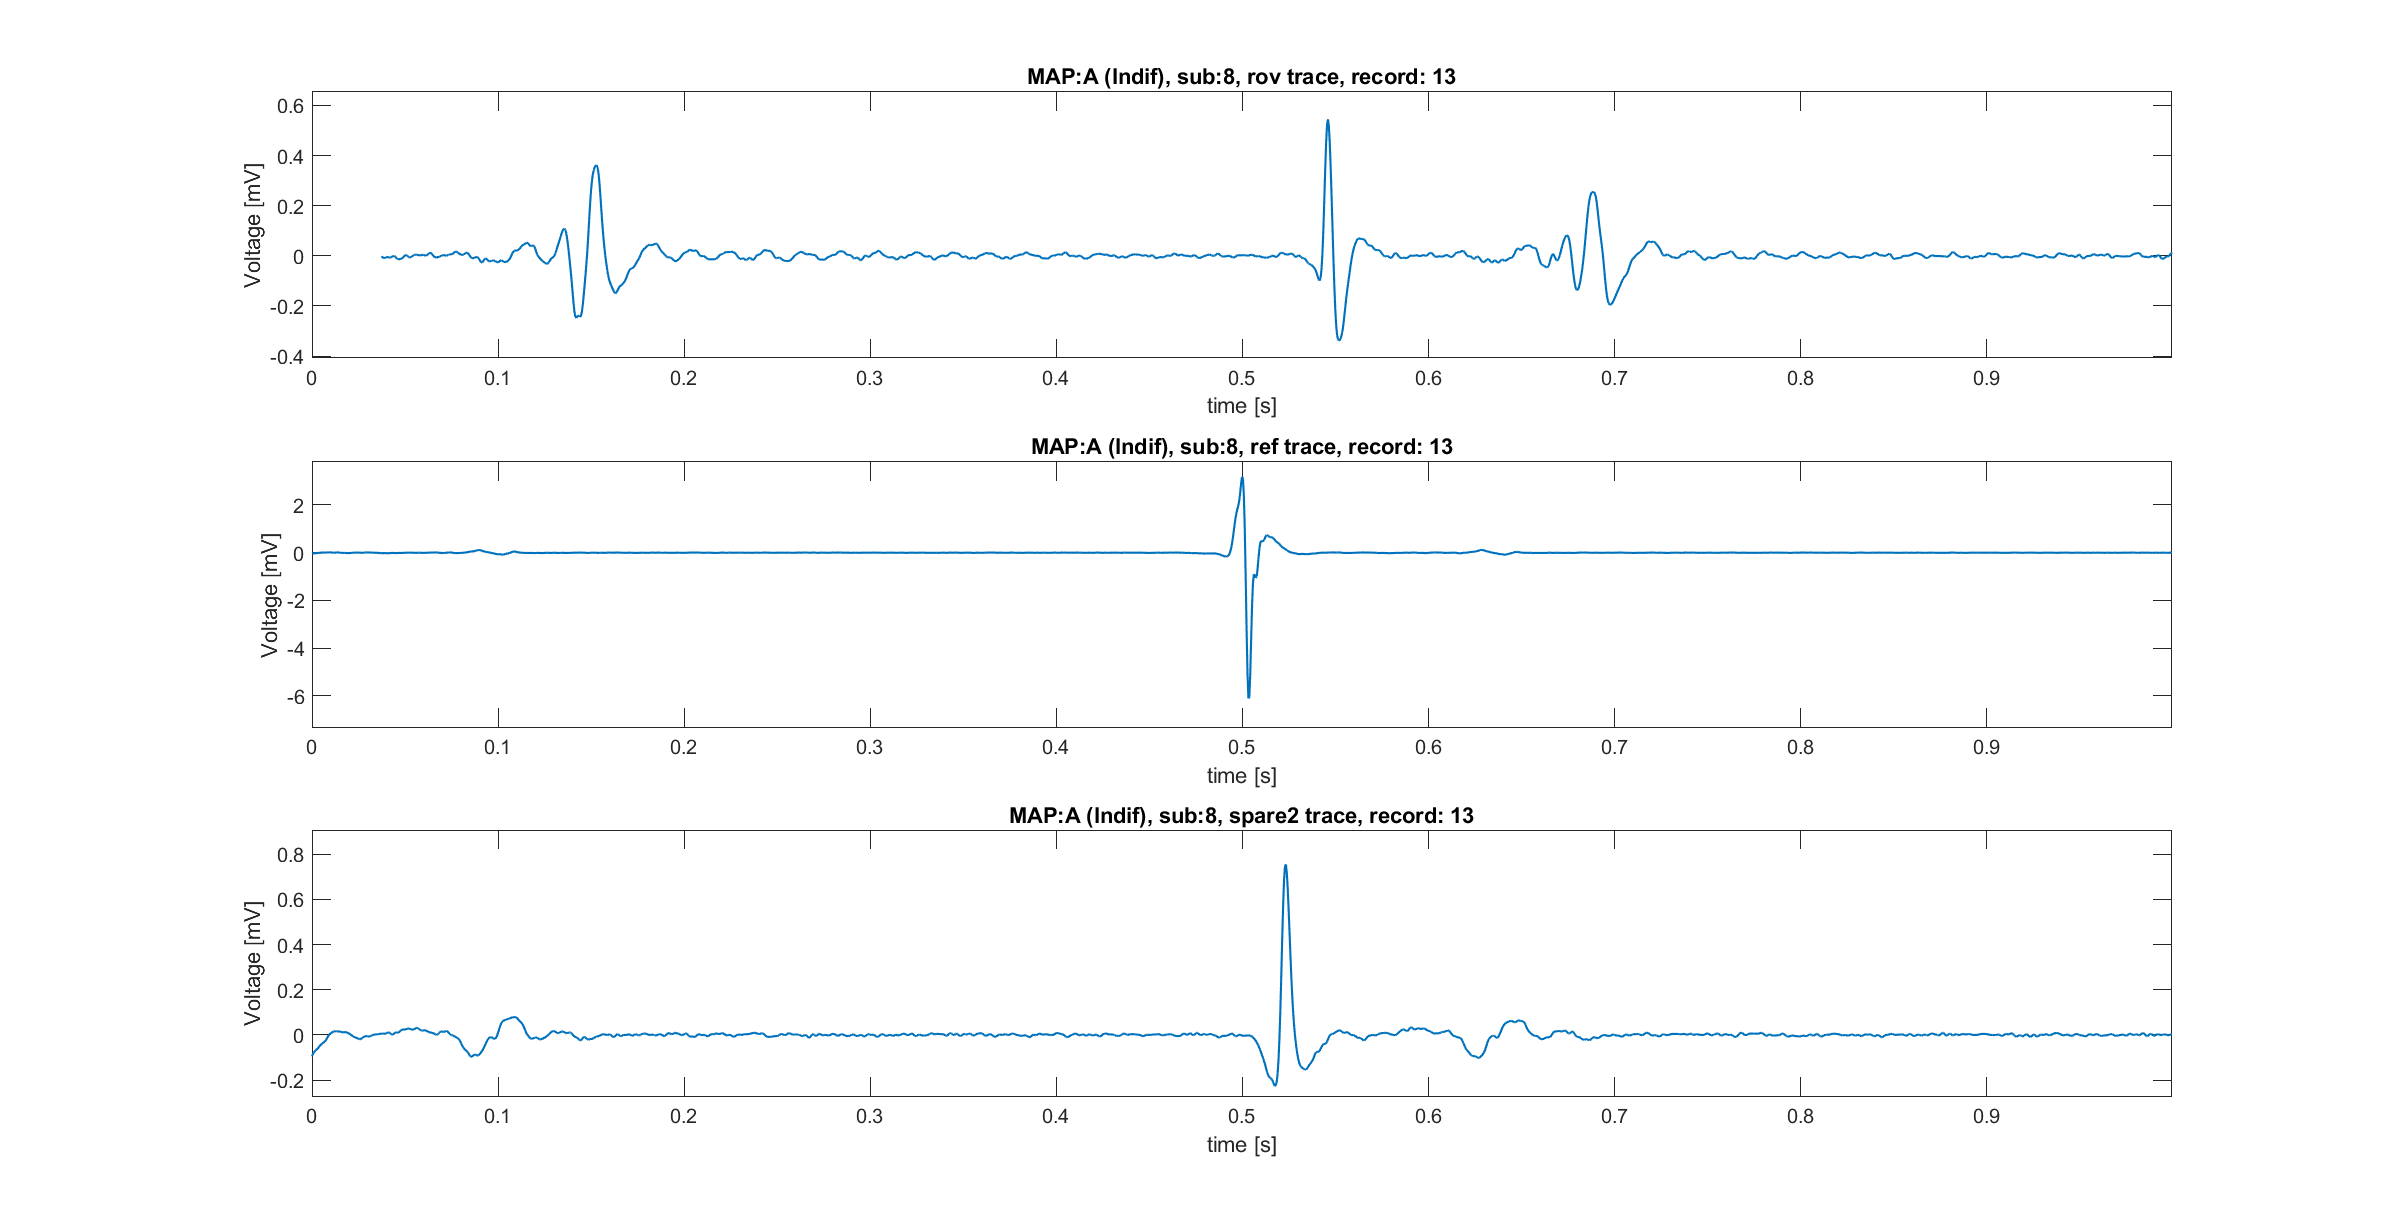 MAP:A (Indif), sub:8, rov trace, record: 13
0.6
0.4
0.2
0
-0.2
-0.4
Voltage [mV]
0 0.1 0.2 0.3 0.4 0.5 0.6 0.7 0.8 0.9
time [s]
MAP:A (Indif), sub:8, ref trace, record: 13
2
0
-2
-4
-6
Voltage [mV]
0 0.1 0.2 0.3 0.4 0.5 0.6 0.7 0.8 0.9
time [s]
MAP:A (Indif), sub:8, spare2 trace, record: 13
0.8
0.6
0.4
0.2
0
-0.2
Voltage [mV]
0 0.1 0.2 0.3 0.4 0.5 0.6 0.7 0.8 0.9
time [s]